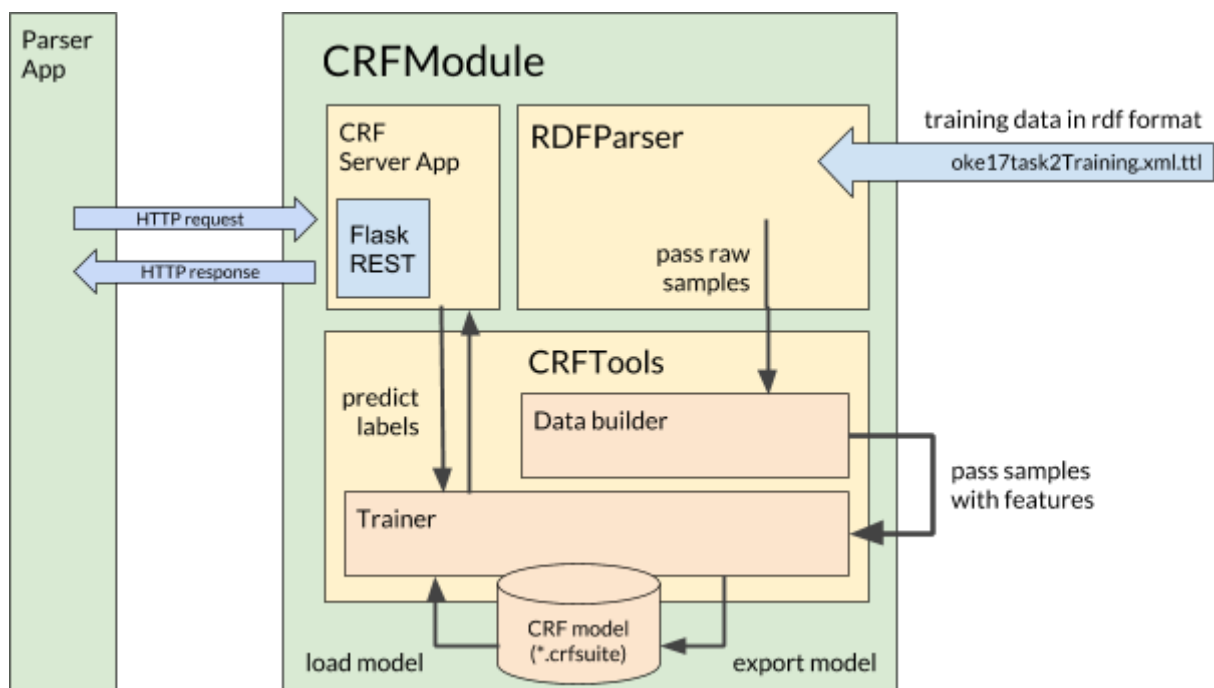 Parser
App
CRFModule
CRF
Server App
Flask
REST
RDFParser
training data in rdf format
oke17task2Training.xml.ttl
HTTP request
HTTP response
pass raw
samples
CRFTools
predict
labels
Data builder
pass samples
with features
Trainer
CRF model
(*.crfsuite)
load model
export model